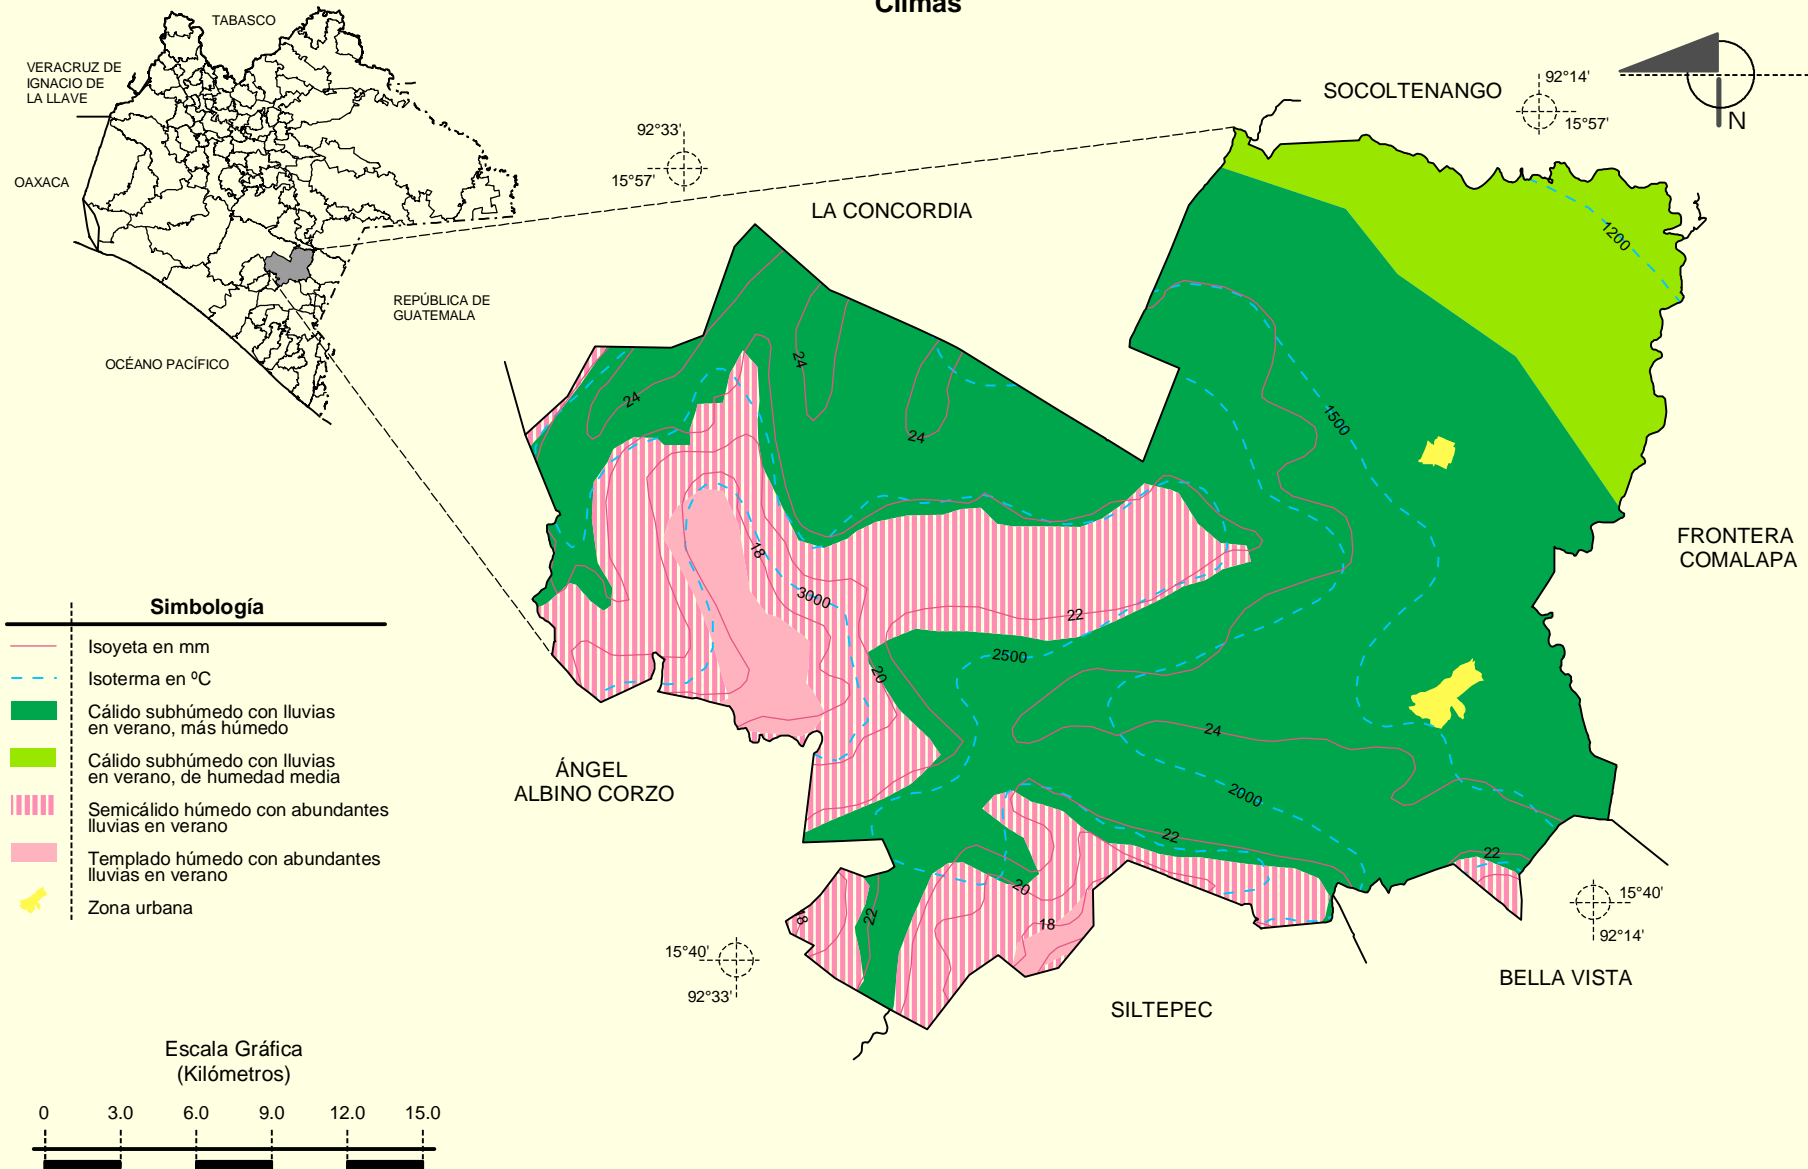 Climas
TABASCO
VERACRUZ DE
IGNACIO DE
LA LLAVE
OAXACA
REPÚBLICA DE
GUATEMALA
OCÉANO PACÍFICO
92°33'
15°57'
92°14'
15°57'
N
SOCOLTENANGO
LA CONCORDIA
FRONTERA
COMALAPA
ÁNGEL
ALBINO CORZO
SILTEPEC
BELLA VISTA
1200
1500
24
24
24
18
3000
22
2500
20
24
2000
22
22
20
18
22
18
15°40'
92°33'
15°40'
92°14'
Simbología
Isoyeta en mm
Isoterma en ºC
Cálido subhúmedo con lluvias
en verano, más húmedo
Cálido subhúmedo con lluvias
en verano, de humedad media
Semicálido húmedo con abundantes
lluvias en verano
Templado húmedo con abundantes
lluvias en verano
Zona urbana
Escala Gráfica
(Kilómetros)
0 3.0 6.0 9.0 12.0 15.0